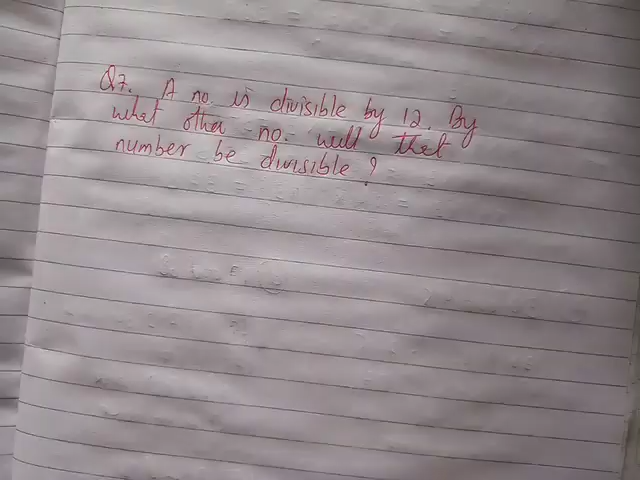 Q7. A no. is divisible by 12. By
what other no. will that
number be divisible?